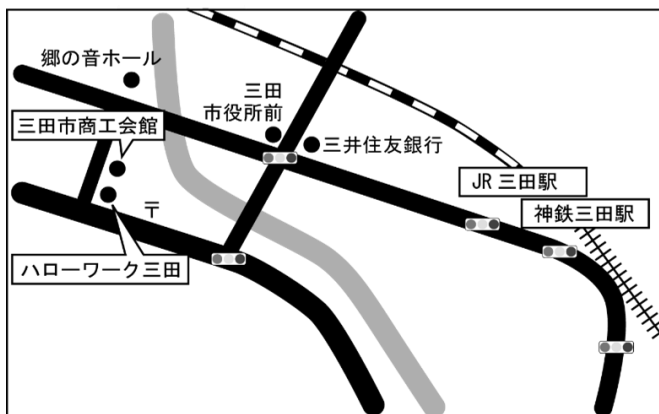 郷の音ホール
三田
市役所前
三田市商工会館
三井住友銀行
JR 三田駅
神鉄三田駅
〒
ハローワーク三田